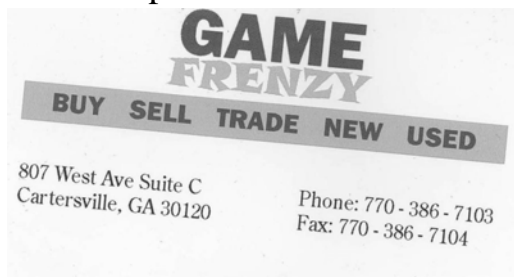 GAME
FRENZY
BUY SELL TRADE NEW USED
807 West Ave Suite C
Cartersville, GA 30120
Phone: 770 - 386 - 7103
Fax: 770 - 386 - 7104